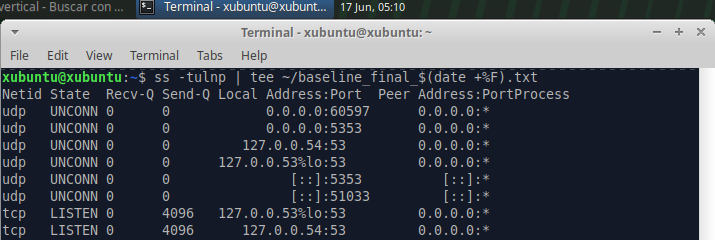 vertical - Buscar con ... Terminal - xubuntu@xubunt... 17 Jun, 05:10
Terminal - xubuntu@xubuntu: ~
File Edit View Terminal Tabs Help
xubuntu@xubuntu:~$ ss -tulnp | tee ~/baseline_final_$(date +%F).txt
Netid State Recv-Q Send-Q Local Address:Port Peer Address:PortProcess
udp UNCONN 0 0 0.0.0.0:60597 0.0.0.0:*
udp UNCONN 0 0 0.0.0.0:5353 0.0.0.0:*
udp UNCONN 0 0 127.0.0.54:53 0.0.0.0:*
udp UNCONN 0 0 127.0.0.53%lo:53 0.0.0.0:*
udp UNCONN 0 0 [::]:5353 [::]:*
udp UNCONN 0 0 [::]:51033 [::]:*
tcp LISTEN 0 4096 127.0.0.53%lo:53 0.0.0.0:*
tcp LISTEN 0 4096 127.0.0.54:53 0.0.0.0:*